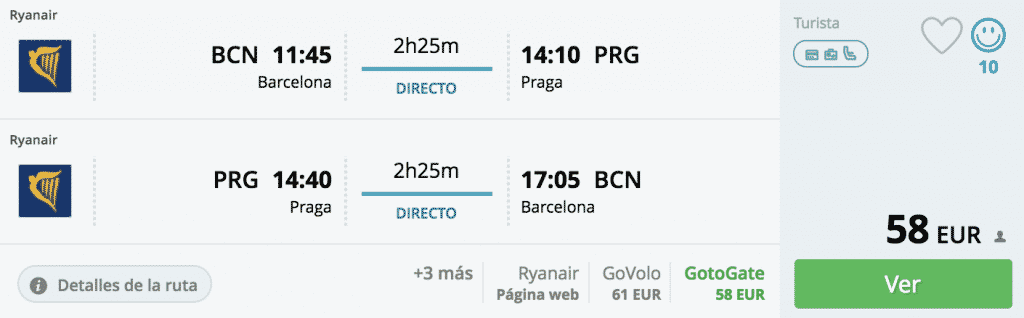 Ryanair
BCN 11:45
Barcelona
2h25m
DIRECTO
14:10 PRG
Praga
Ryanair
PRG 14:40
Praga
2h25m
DIRECTO
17:05 BCN
Barcelona
Detalles de la ruta
+3 más
Ryanair
Página web
GoVolo
61 EUR
GotoGate
58 EUR
Turista
10
58 EUR
Ver